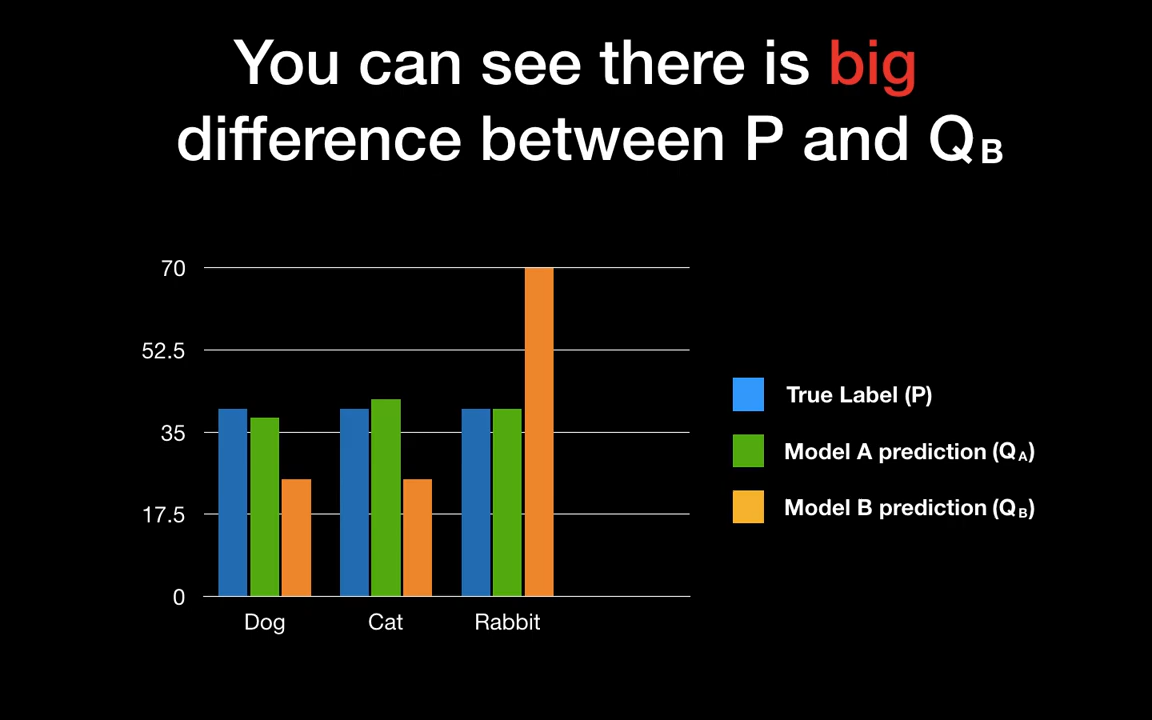 You can see there is big
difference between P and QB
70
52.5
35
17.5
0
Dog Cat Rabbit
True Label (P)
Model A prediction (QA)
Model B prediction (QB)